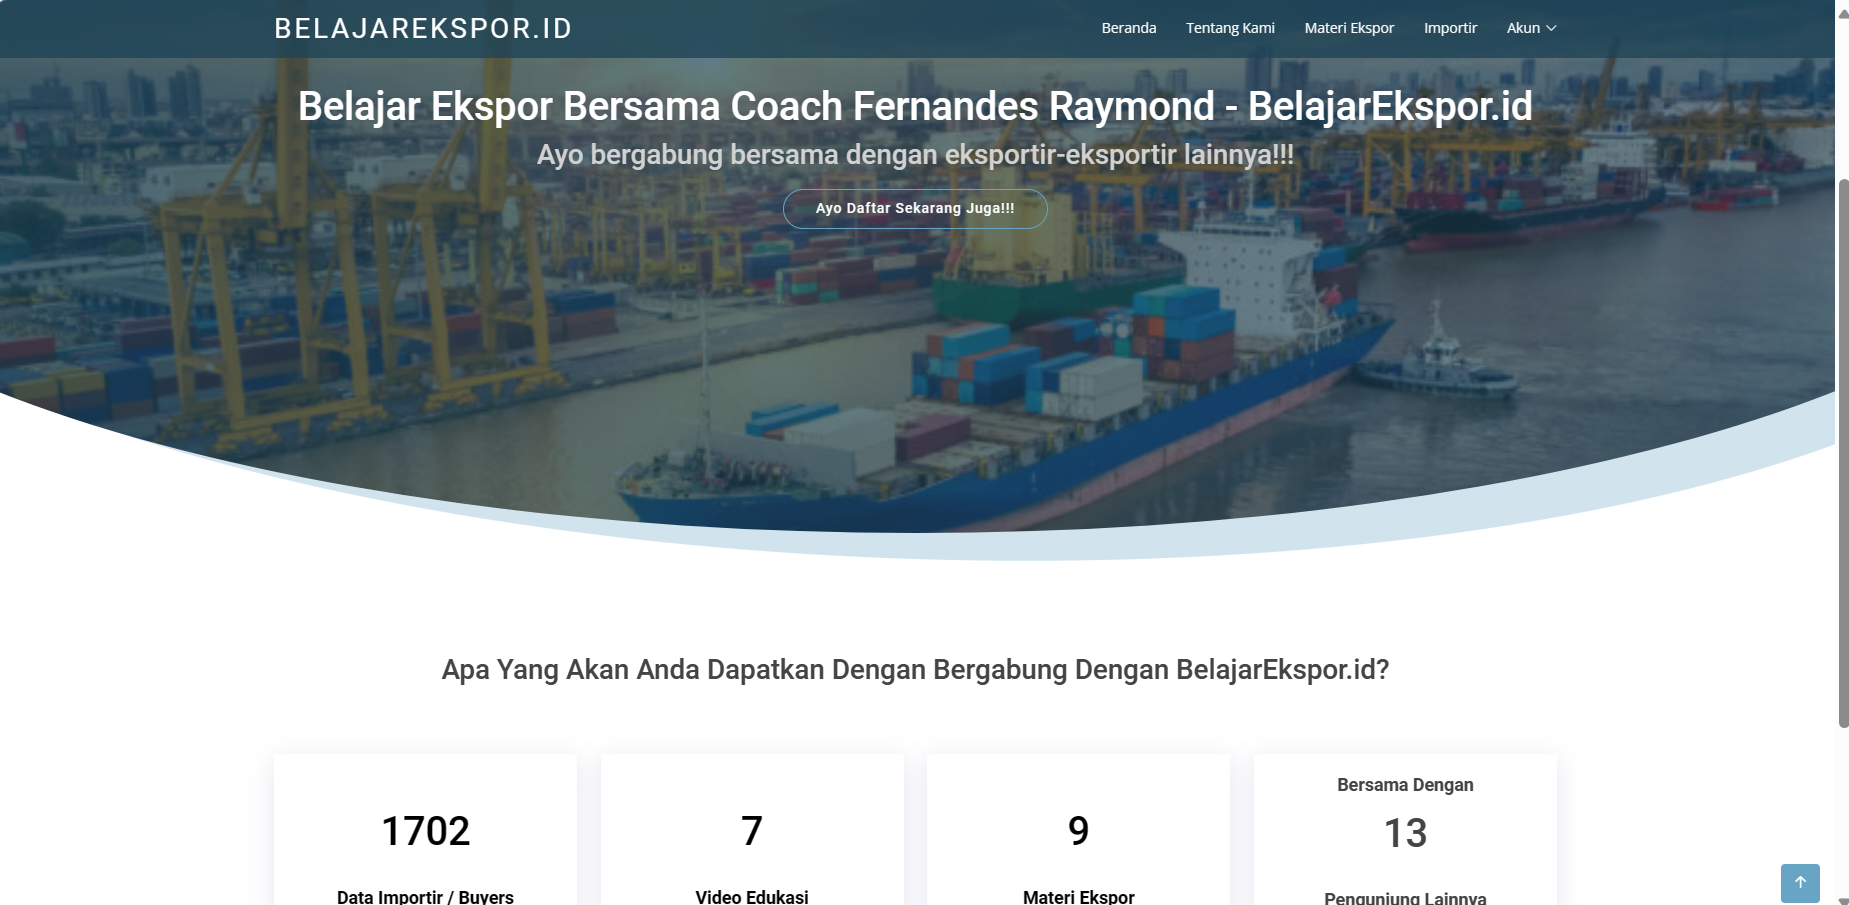 BELAJAREKSPOR.ID
Beranda Tentang Kami Materi Ekspor Importir Akun
Belajar Ekspor Bersama Coach Fernandes Raymond - BelajarEkspor.id
Ayo bergabung bersama dengan eksportir-eksportir lainnya!!!
Ayo Daftar Sekarang Juga!!!
Apa Yang Akan Anda Dapatkan Dengan Bergabung Dengan BelajarEkspor.id?
1702
Data Importir / Buyers
7
Video Edukasi
9
Materi Ekspor
Bersama Dengan
13
Pengunjung Lainnya